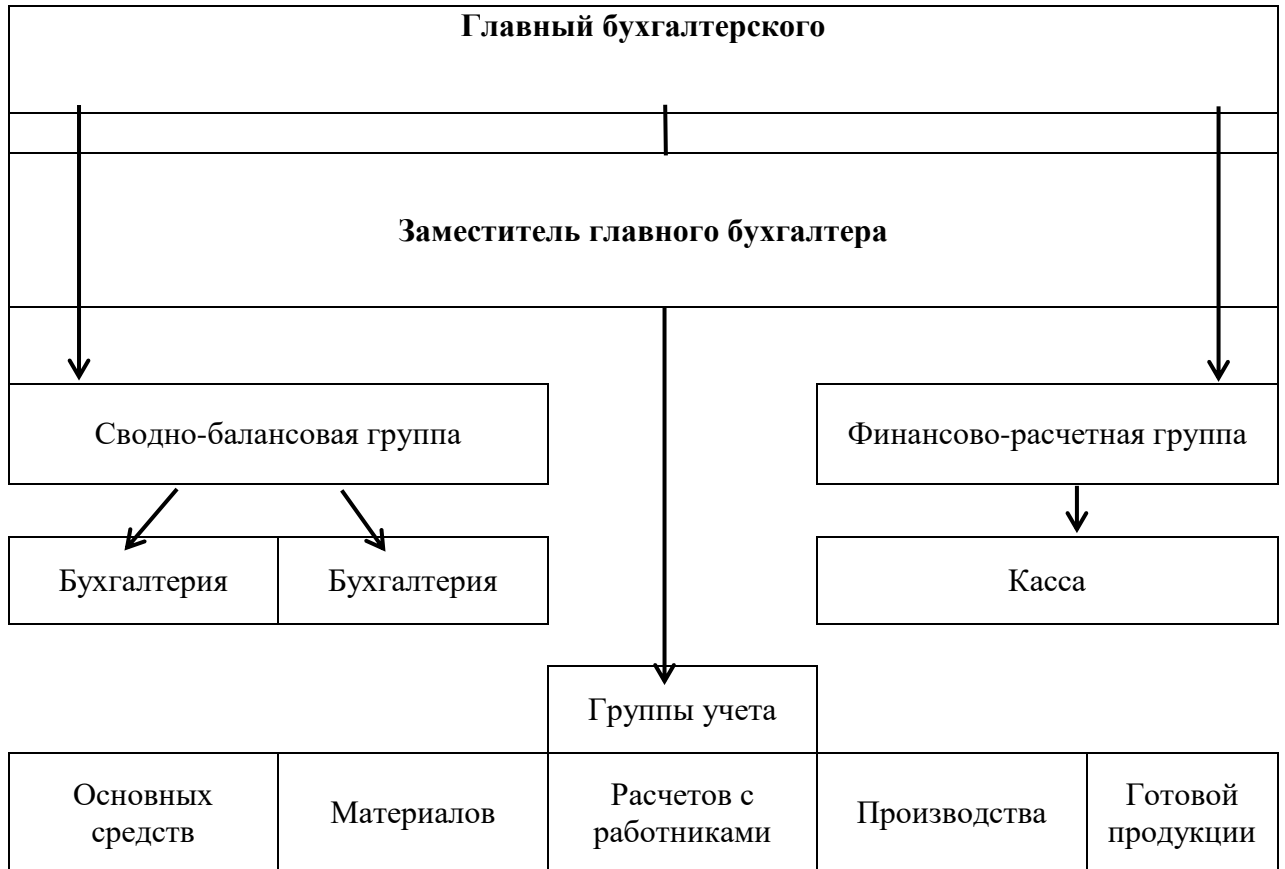 Главный бухгалтерского
Заместитель главного бухгалтера
Сводно-балансовая группа
Финансово-расчетная группа
Бухгалтерия
Бухгалтерия
Касса
Группы учета
Основных
средств
Материалов
Расчетов с
работниками
Производства
Готовой
продукции